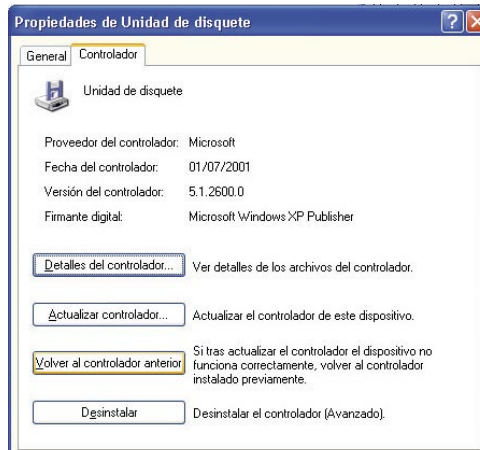 Propiedades de Unidad de disquete
General Controlador
Unidad de disquete
Proveedor del controlador: Microsoft
Fecha del controlador: 01/07/2001
Versión del controlador: 5.1.2600.0
Firmante digital: Microsoft Windows XP Publisher
Detalles del controlador... Ver detalles de los archivos del controlador.
Actualizar controlador... Actualizar el controlador de este dispositivo.
Volver al controlador anterior Si tras actualizar el controlador el dispositivo no
funciona correctamente, volver al controlador
instalado previamente.
Desinstalar Desinstalar el controlador (Avanzado).